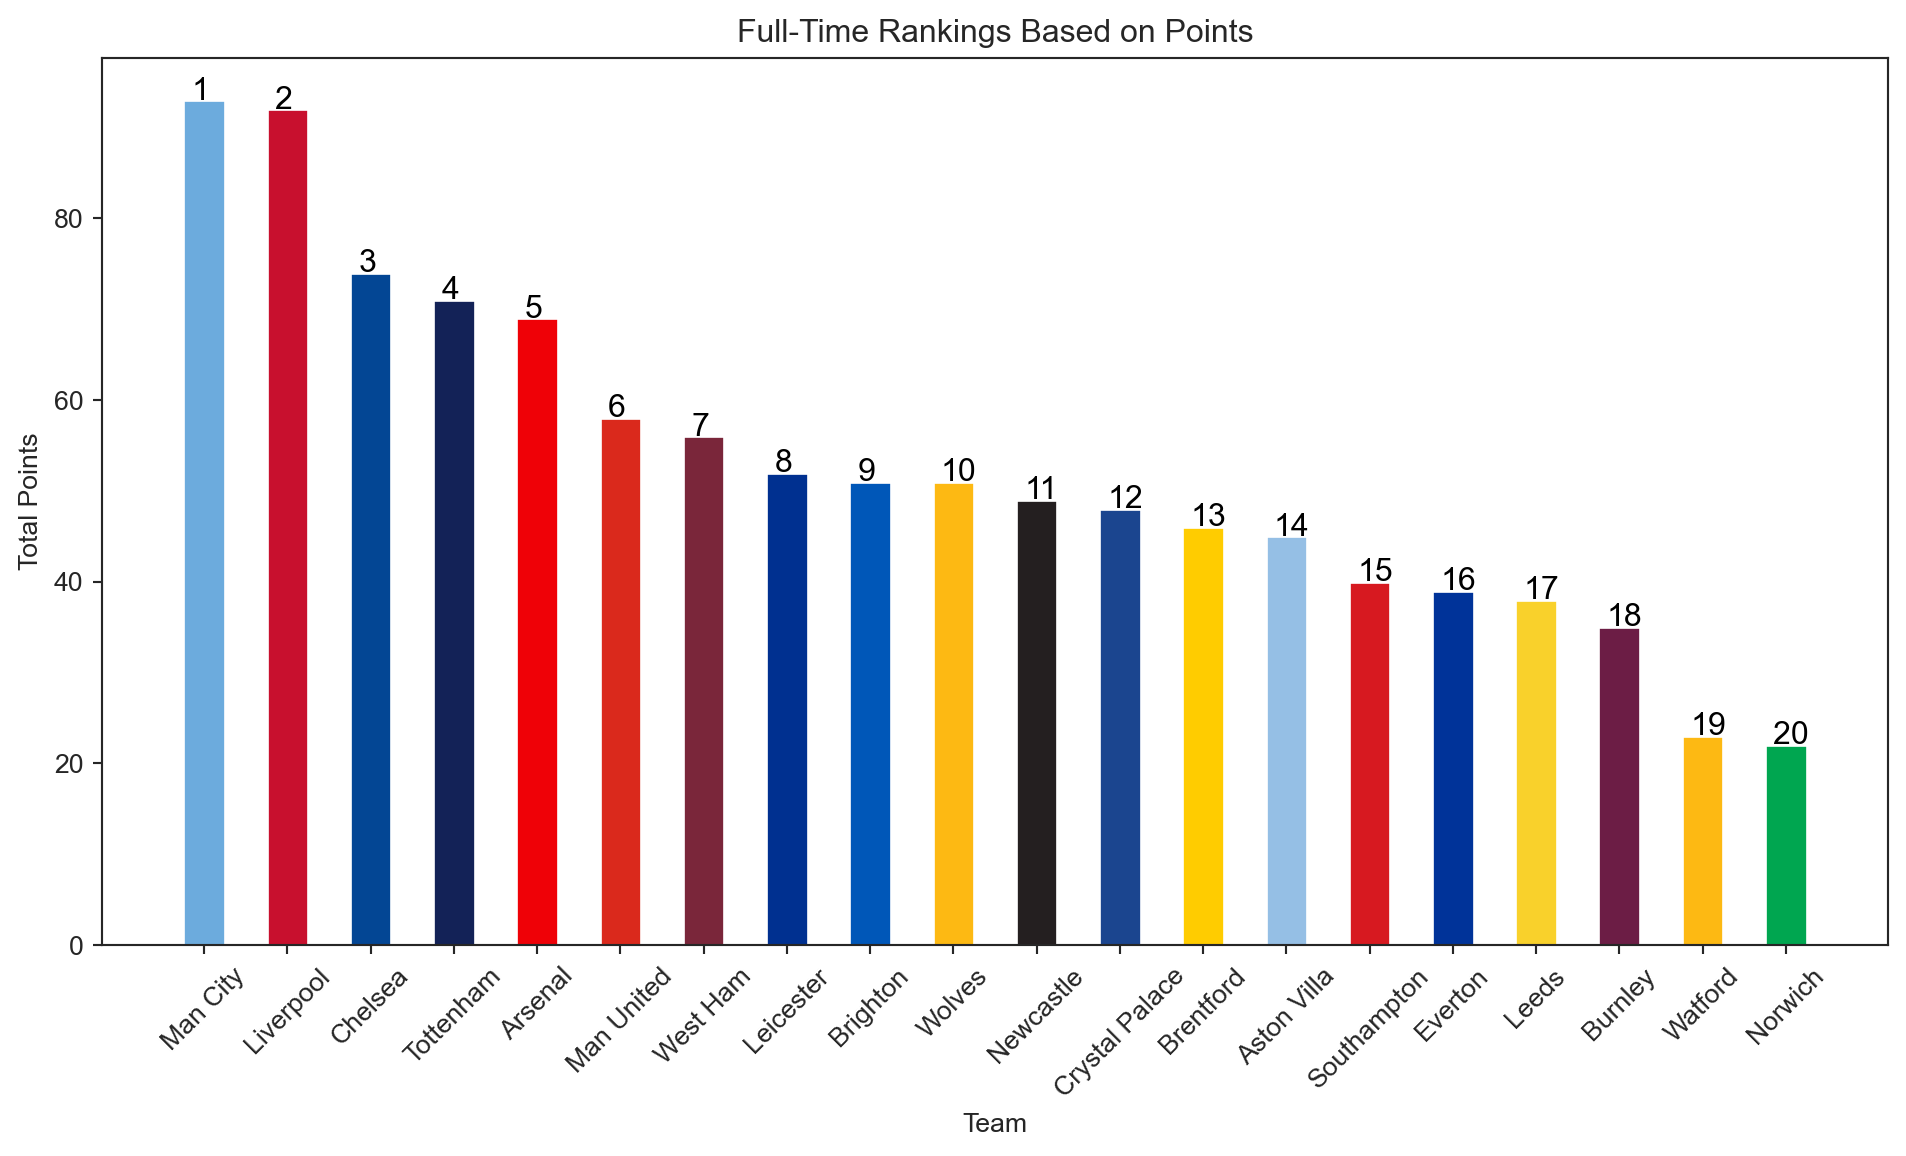 Full-Time Rankings Based on Points
Total Points
80
60
40
20
0
1
2
3
4
5
6
7
8
9
10
11
12
13
14
15
16
17
18
19
20
Man City
Liverpool
Chelsea
Tottenham
Arsenal
Man United
West Ham
Leicester
Brighton
Wolves
Newcastle
Crystal Palace
Brentford
Aston Villa
Southampton
Everton
Leeds
Burnley
Watford
Norwich
Team